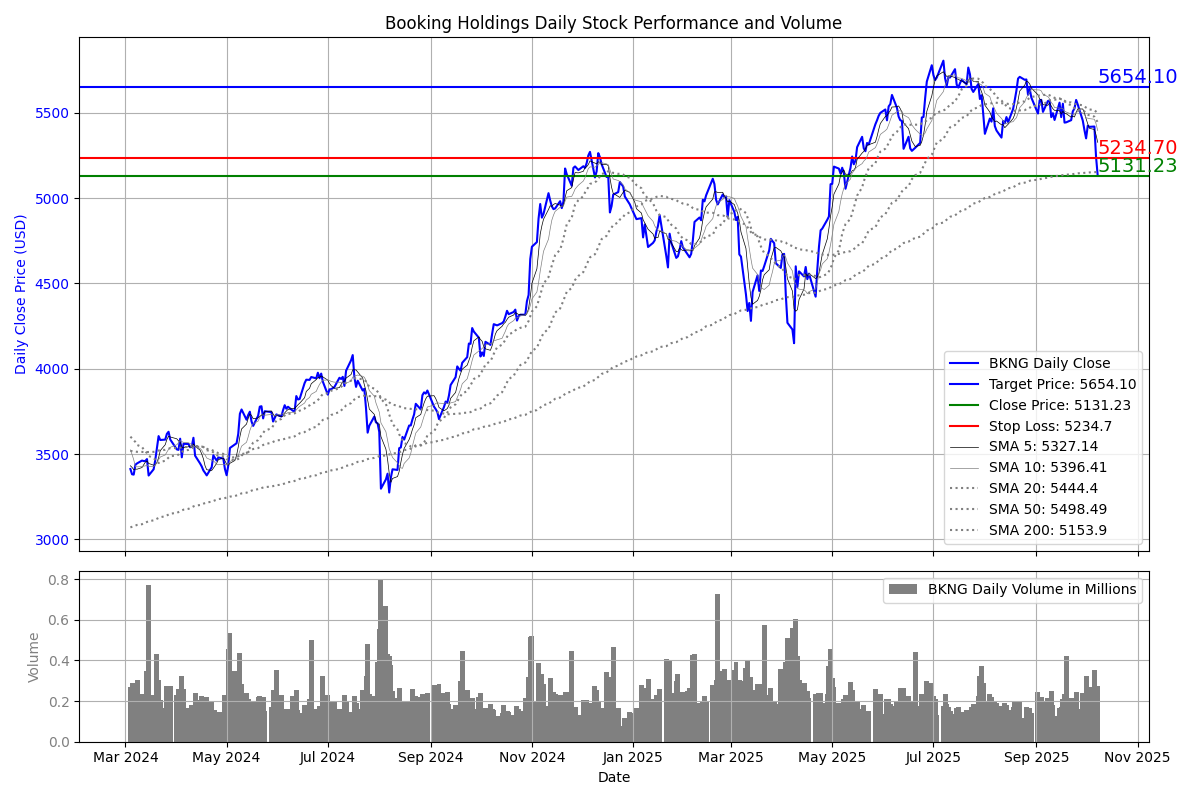 Booking Holdings Daily Stock Performance and Volume
5654.10
5500
5234.70
5131.23
5000
4500
4000
3500
3000
Daily Close Price (USD)
BKNG Daily Close
Target Price: 5654.10
Close Price: 5131.23
Stop Loss: 5234.7
SMA 5: 5327.14
SMA 10: 5396.41
SMA 20: 5444.4
SMA 50: 5498.49
SMA 200: 5153.9
0.8
0.6
0.4
0.2
0.0
Volume
BKNG Daily Volume in Millions
Mar 2024 May 2024 Jul 2024 Sep 2024 Nov 2024 Jan 2025 Mar 2025 May 2025 Jul 2025 Sep 2025 Nov 2025
Date